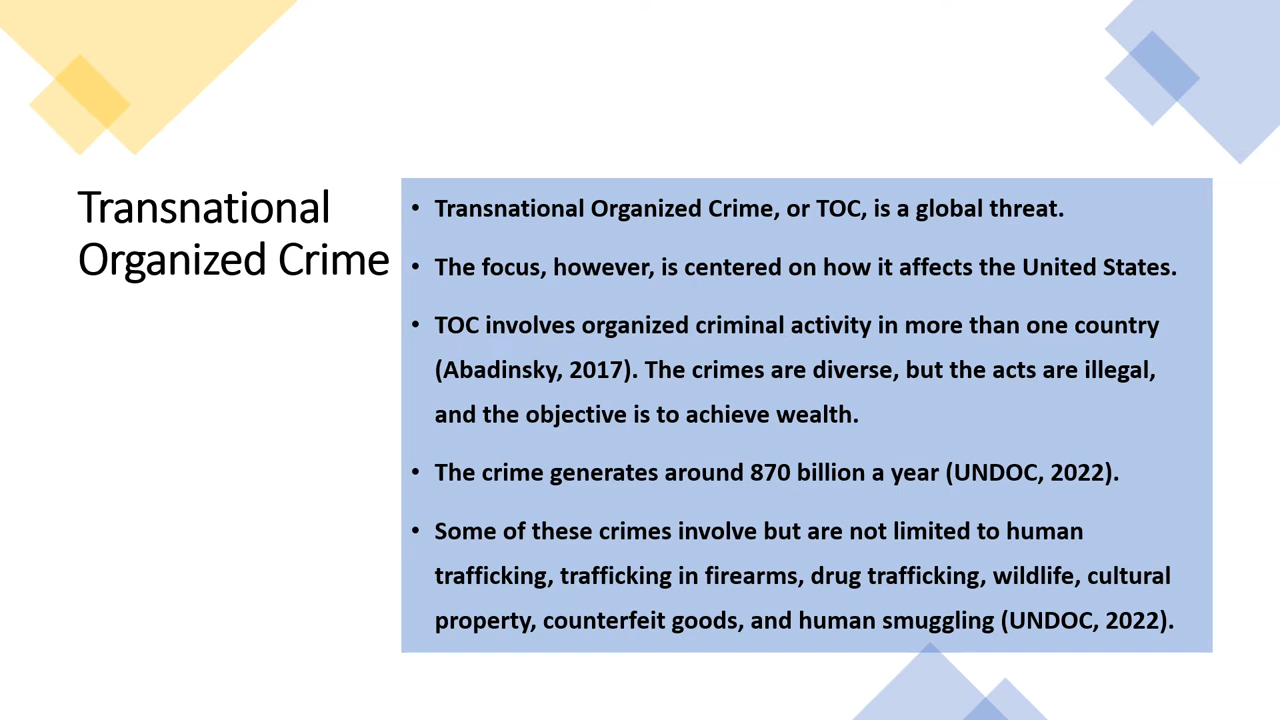 Transnational
Organized Crime
• Transnational Organized Crime, or TOC, is a global threat.
• The focus, however, is centered on how it affects the United States.
• TOC involves organized criminal activity in more than one country
(Abadinsky, 2017). The crimes are diverse, but the acts are illegal,
and the objective is to achieve wealth.
• The crime generates around 870 billion a year (UNDOC, 2022).
• Some of these crimes involve but are not limited to human
trafficking, trafficking in firearms, drug trafficking, wildlife, cultural
property, counterfeit goods, and human smuggling (UNDOC, 2022).